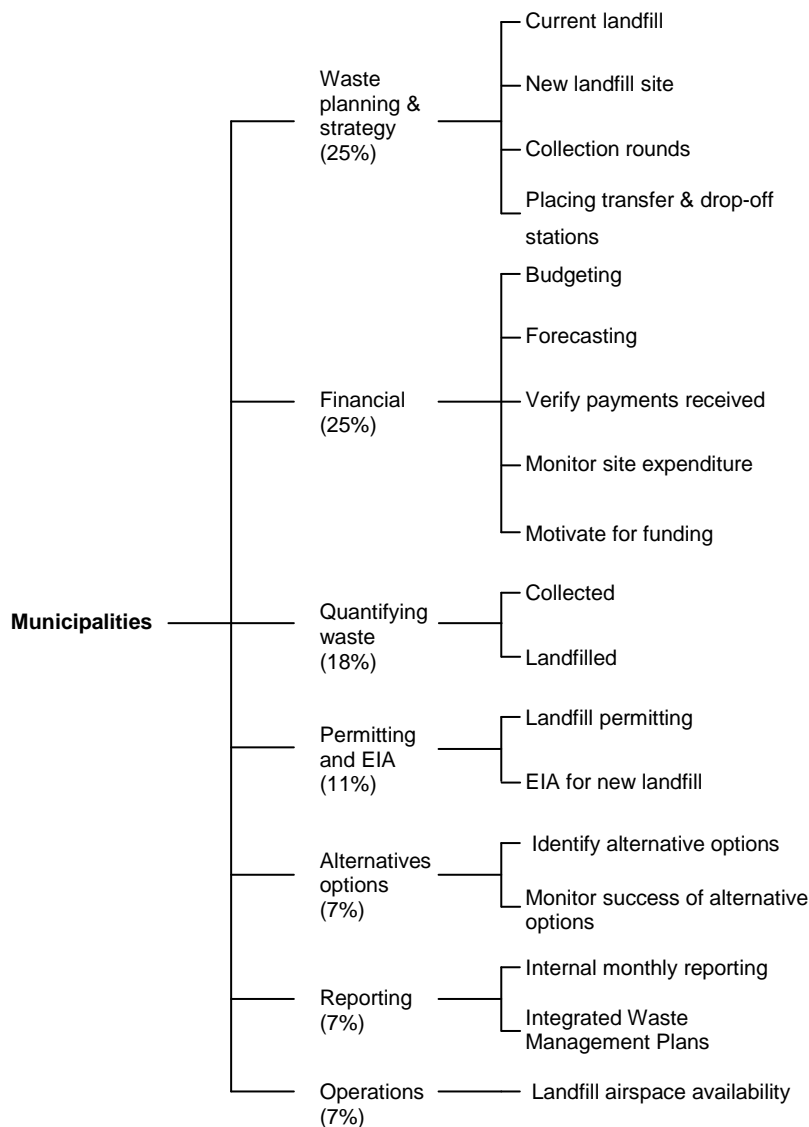 Municipalities
Waste
planning &
strategy
(25%)
Current landfill
New landfill site
Collection rounds
Placing transfer & drop-off
stations
Financial
(25%)
Budgeting
Forecasting
Verify payments received
Monitor site expenditure
Motivate for funding
Quantifying
waste
(18%)
Collected
Landfilled
Permitting
and EIA
(11%)
Landfill permitting
EIA for new landfill
Alternatives
options
(7%)
Identify alternative options
Monitor success of alternative
options
Reporting
(7%)
Internal monthly reporting
Integrated Waste
Management Plans
Operations
(7%)
Landfill airspace availability